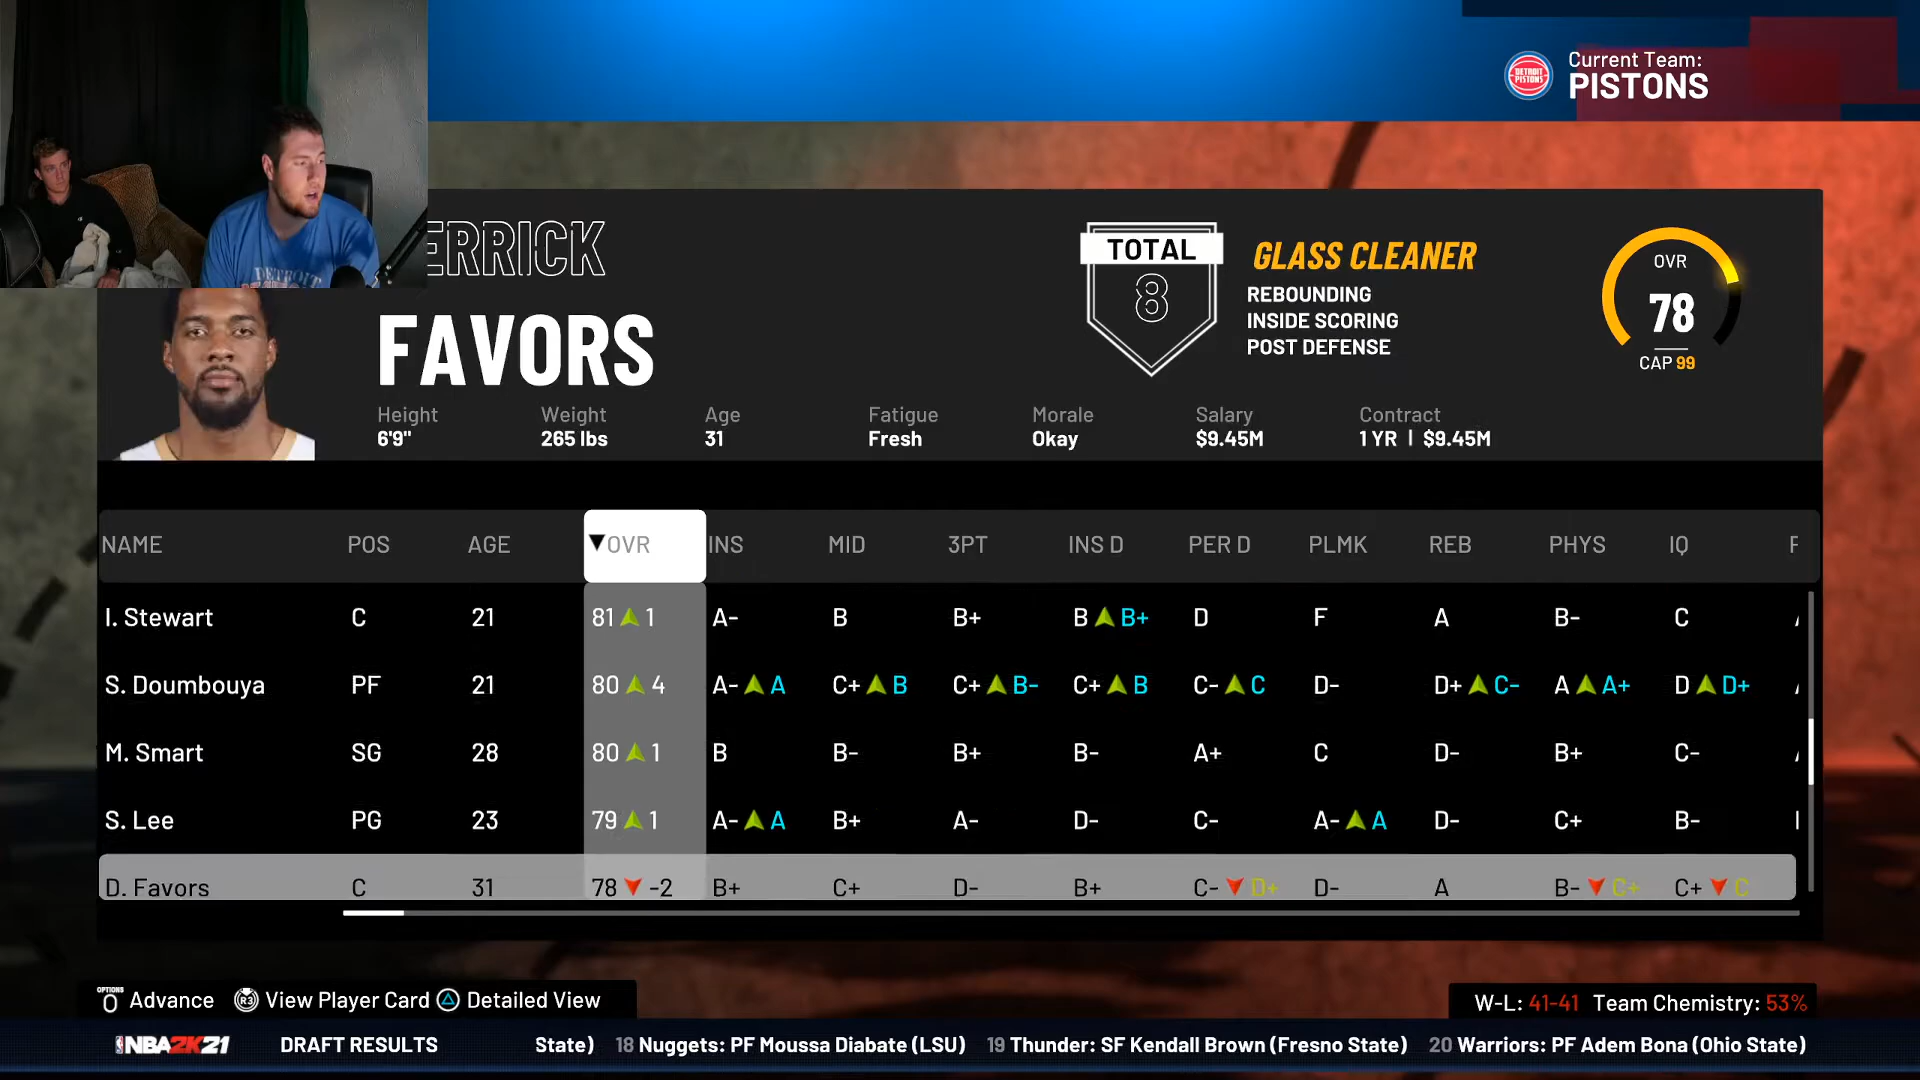 Current Team:
PISTONS
DETROIT
PISTONS
DETROIT
ERRICK
FAVORS
TOTAL
8
GLASS CLEANER
REBOUNDING
INSIDE SCORING
POST DEFENSE
OVR
78
CAP 99
Height Weight Age Fatigue Morale Salary Contract
6'9" 265 lbs 31 Fresh Okay $9.45M 1 YR | $9.45M
NAME POS AGE ▼OVR INS MID 3PT INS D PER D PLMK REB PHYS IQ F
I. Stewart C 21 81 1 A- B B+ B B+ D F A B- C
S. Doumbouya PF 21 80 4 A- A C+ B C+ B- C+ B C- C D- D+ C- A A+ D D+
M. Smart SG 28 80 1 B B- B+ B- A+ C D- B+ C-
S. Lee PG 23 79 1 A- A B+ A- D- C- A- A D- C+ B-
D. Favors C 31 78 -2 B+ C+ D- B+ C- D+ D- A B- C+ C+ C
OPTIONS Advance R3 View Player Card Detailed View
W-L: 41-41 Team Chemistry: 53%
NBA2K21 DRAFT RESULTS State) 18 Nuggets: PF Moussa Diabate (LSU) 19 Thunder: SF Kendall Brown (Fresno State) 20 Warriors: PF Adem Bona (Ohio State)